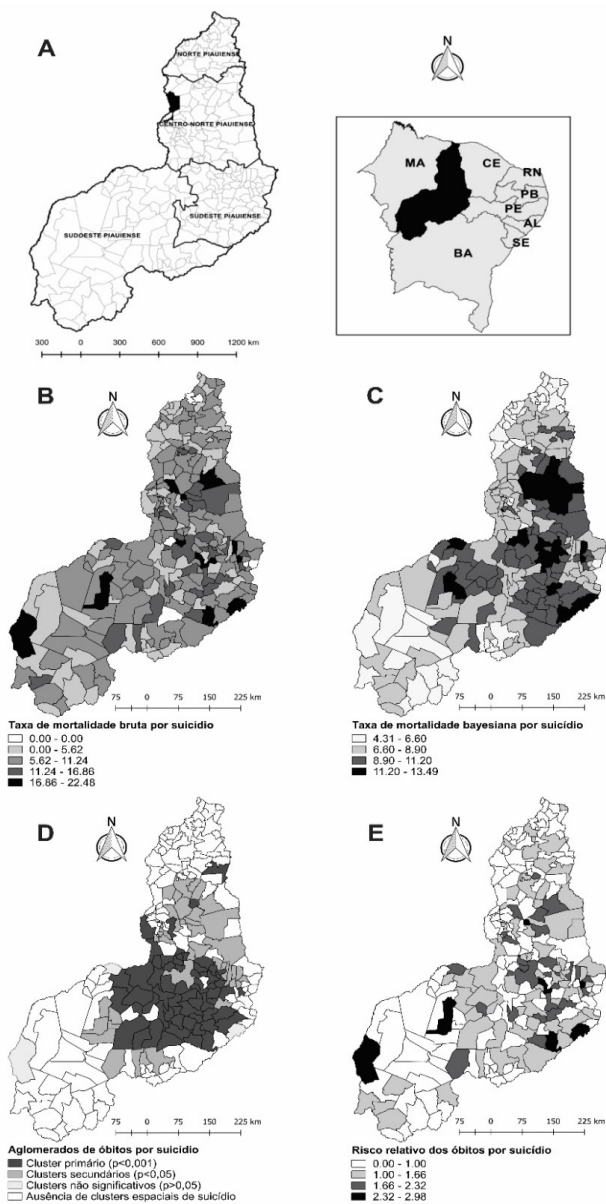 A
N
NORTE PIAUIENSE
CENTRO-NORTE PIAUIENSE
SUDESTE PIAUIENSE
SUDOESTE PIAUIENSE
300 0 300 600 900 1200 km
MA
CE
RN
PB
PE
AL
SE
BA
B
N
75 0 75 150 225 km
Taxa de mortalidade bruta por suicídio
0.00 - 0.00
0.00 - 5.62
5.62 - 11.24
11.24 - 16.86
16.86 - 22.48
C
N
75 0 75 150 225 km
Taxa de mortalidade bayesiana por suicídio
4.31 - 6.60
6.60 - 8.90
8.90 - 11.20
11.20 - 13.49
D
N
75 0 75 150 225 km
Aglomerados de óbitos por suicídio
Cluster primário (p<0,001)
Clusters secundários (p<0,05)
Clusters não significativos (p>0,05)
Ausência de clusters espaciais de suicídio
E
N
75 0 75 150 225 km
Risco relativo dos óbitos por suicídio
0.00 - 1.00
1.00 - 1.66
1.66 - 2.32
2.32 - 2.98